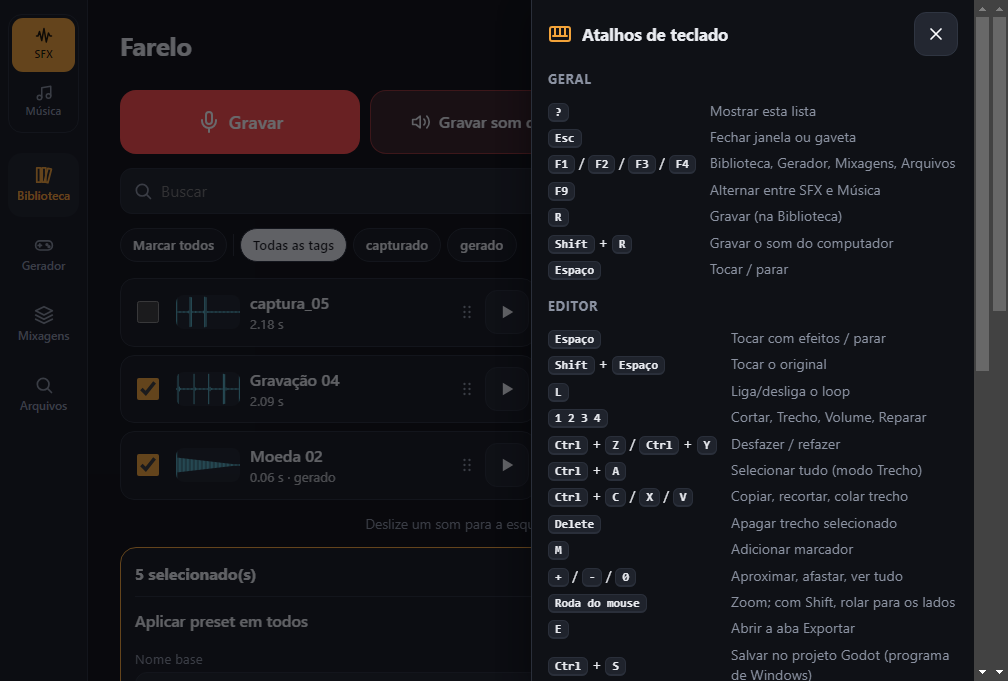 SFX
Música
Biblioteca
Gerador
Mixagens
Arquivos
Farelo
Gravar
Gravar som
Buscar
Marcar todos
Todas as tags
capturado
gerado
captura_05
2.18 s
Gravação 04
2.09 s
Moeda 02
0.06 s · gerado
Deslize um som para a
5 selecionado(s)
Aplicar preset em todos
Nome base
Atalhos de teclado
GERAL
? Mostrar esta lista
Esc Fechar janela ou gaveta
F1 / F2 / F3 / F4 Biblioteca, Gerador, Mixagens, Arquivos
F9 Alternar entre SFX e Música
R Gravar (na Biblioteca)
Shift + R Gravar o som do computador
Espaço Tocar / parar
EDITOR
Espaço Tocar com efeitos / parar
Shift + Espaço Tocar o original
L Liga/desliga o loop
1 2 3 4 Cortar, Trecho, Volume, Reparar
Ctrl + Z / Ctrl + Y Desfazer / refazer
Ctrl + A Selecionar tudo (modo Trecho)
Ctrl + C / X / V Copiar, recortar, colar trecho
Delete Apagar trecho selecionado
M Adicionar marcador
+ / - / 0 Aproximar, afastar, ver tudo
Roda do mouse Zoom; com Shift, rolar para os lados
E Abrir a aba Exportar
Ctrl + S Salvar no projeto Godot (programa
de Windows)